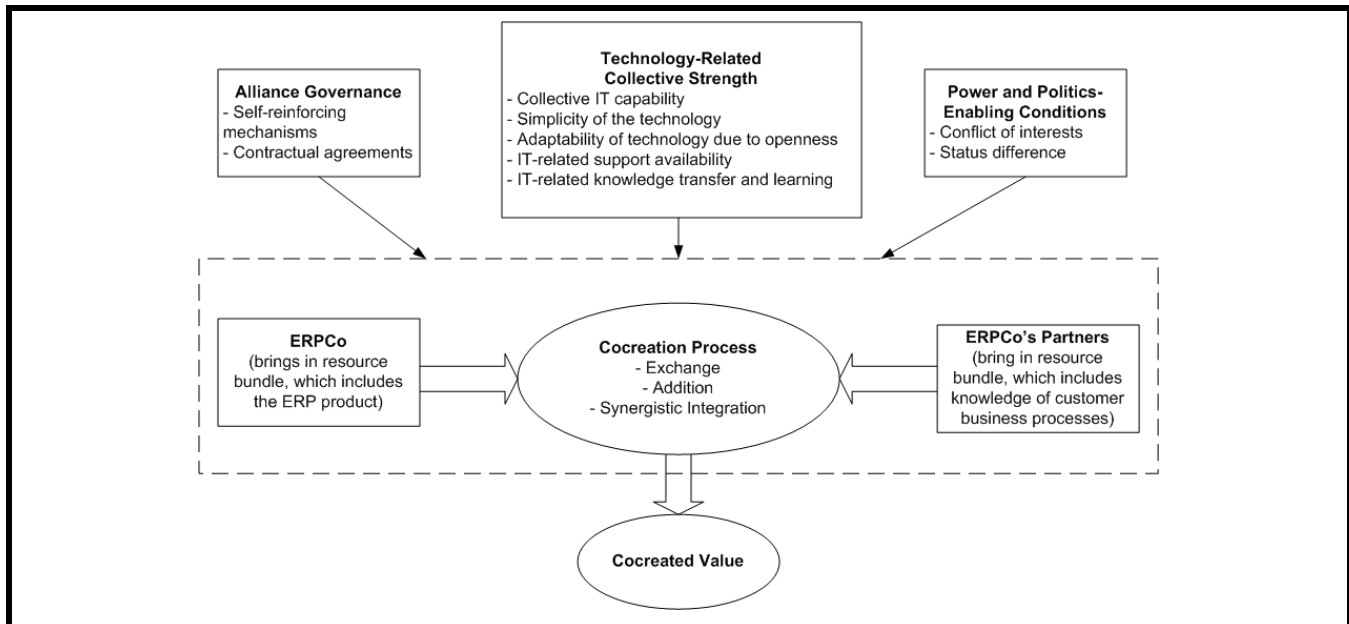 Alliance Governance
- Self-reinforcing
mechanisms
- Contractual agreements
Technology-Related
Collective Strength
- Collective IT capability
- Simplicity of the technology
- Adaptability of technology due to openness
- IT-related support availability
- IT-related knowledge transfer and learning
Power and Politics-
Enabling Conditions
- Conflict of interests
- Status difference
ERPCo
(brings in resource
bundle, which includes
the ERP product)
Cocreation Process
- Exchange
- Addition
- Synergistic Integration
ERPCo's Partners
(bring in resource
bundle, which includes
knowledge of customer
business processes)
Cocreated Value